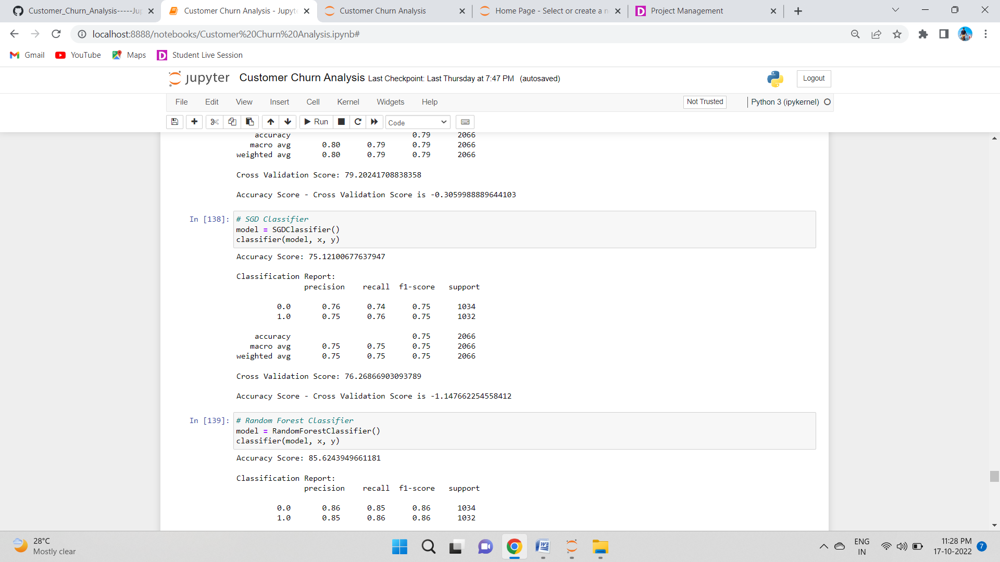 Customer_Churn_Analysis-----Ju
Customer Churn Analysis - Jupyt
Customer Churn Analysis
Home Page - Select or create a n
Project Management
localhost:8888/notebooks/Customer%20Churn%20Analysis.ipynb#
Gmail YouTube Maps Student Live Session
jupyter Customer Churn Analysis Last Checkpoint: Last Thursday at 7:47 PM (autosaved) Logout
File Edit View Insert Cell Kernel Widgets Help Not Trusted Python 3 (ipykernel)
Run Code
accuracy 0.79 2066
macro avg 0.80 0.79 0.79 2066
weighted avg 0.80 0.79 0.79 2066
Cross Validation Score: 79.20241708838358
Accuracy Score - Cross Validation Score is -0.3059988889644103
In [138]: # SGD Classifier
model = SGDClassifier()
classifier(model, x, y)
Accuracy Score: 75.12100677637947
Classification Report:
precision recall f1-score support
0.0 0.76 0.74 0.75 1034
1.0 0.75 0.76 0.75 1032
accuracy 0.75 2066
macro avg 0.75 0.75 0.75 2066
weighted avg 0.75 0.75 0.75 2066
Cross Validation Score: 76.26866903093789
Accuracy Score - Cross Validation Score is -1.147662254558412
In [139]: # Random Forest Classifier
model = RandomForestClassifier()
classifier(model, x, y)
Accuracy Score: 85.6243949661181
Classification Report:
precision recall f1-score support
0.0 0.86 0.85 0.86 1034
1.0 0.85 0.86 0.86 1032
28°C
Mostly clear
ENG
IN
11:28 PM
17-10-2022
7